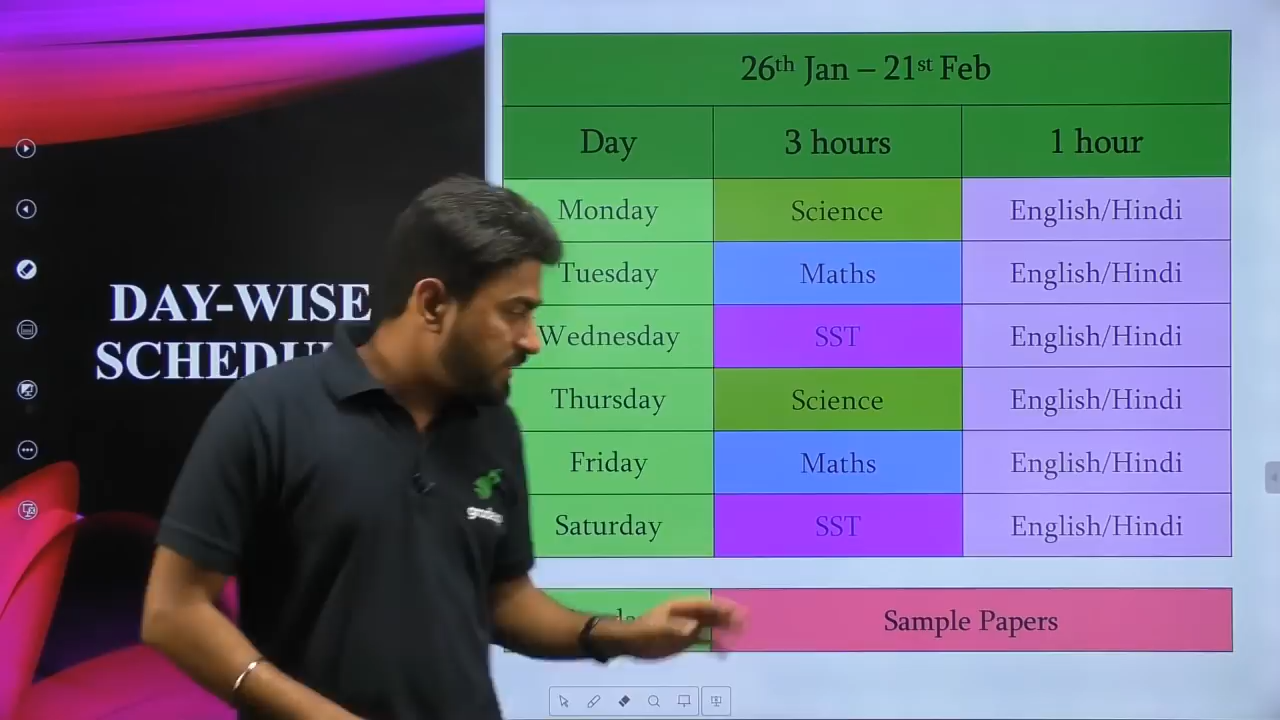 DAY-WISE
26th Jan – 21st Feb
Day 3 hours 1 hour
Monday Science English/Hindi
Tuesday Maths English/Hindi
Wednesday SST English/Hindi
Thursday Science English/Hindi
Friday Maths English/Hindi
Saturday SST English/Hindi
Sample Papers